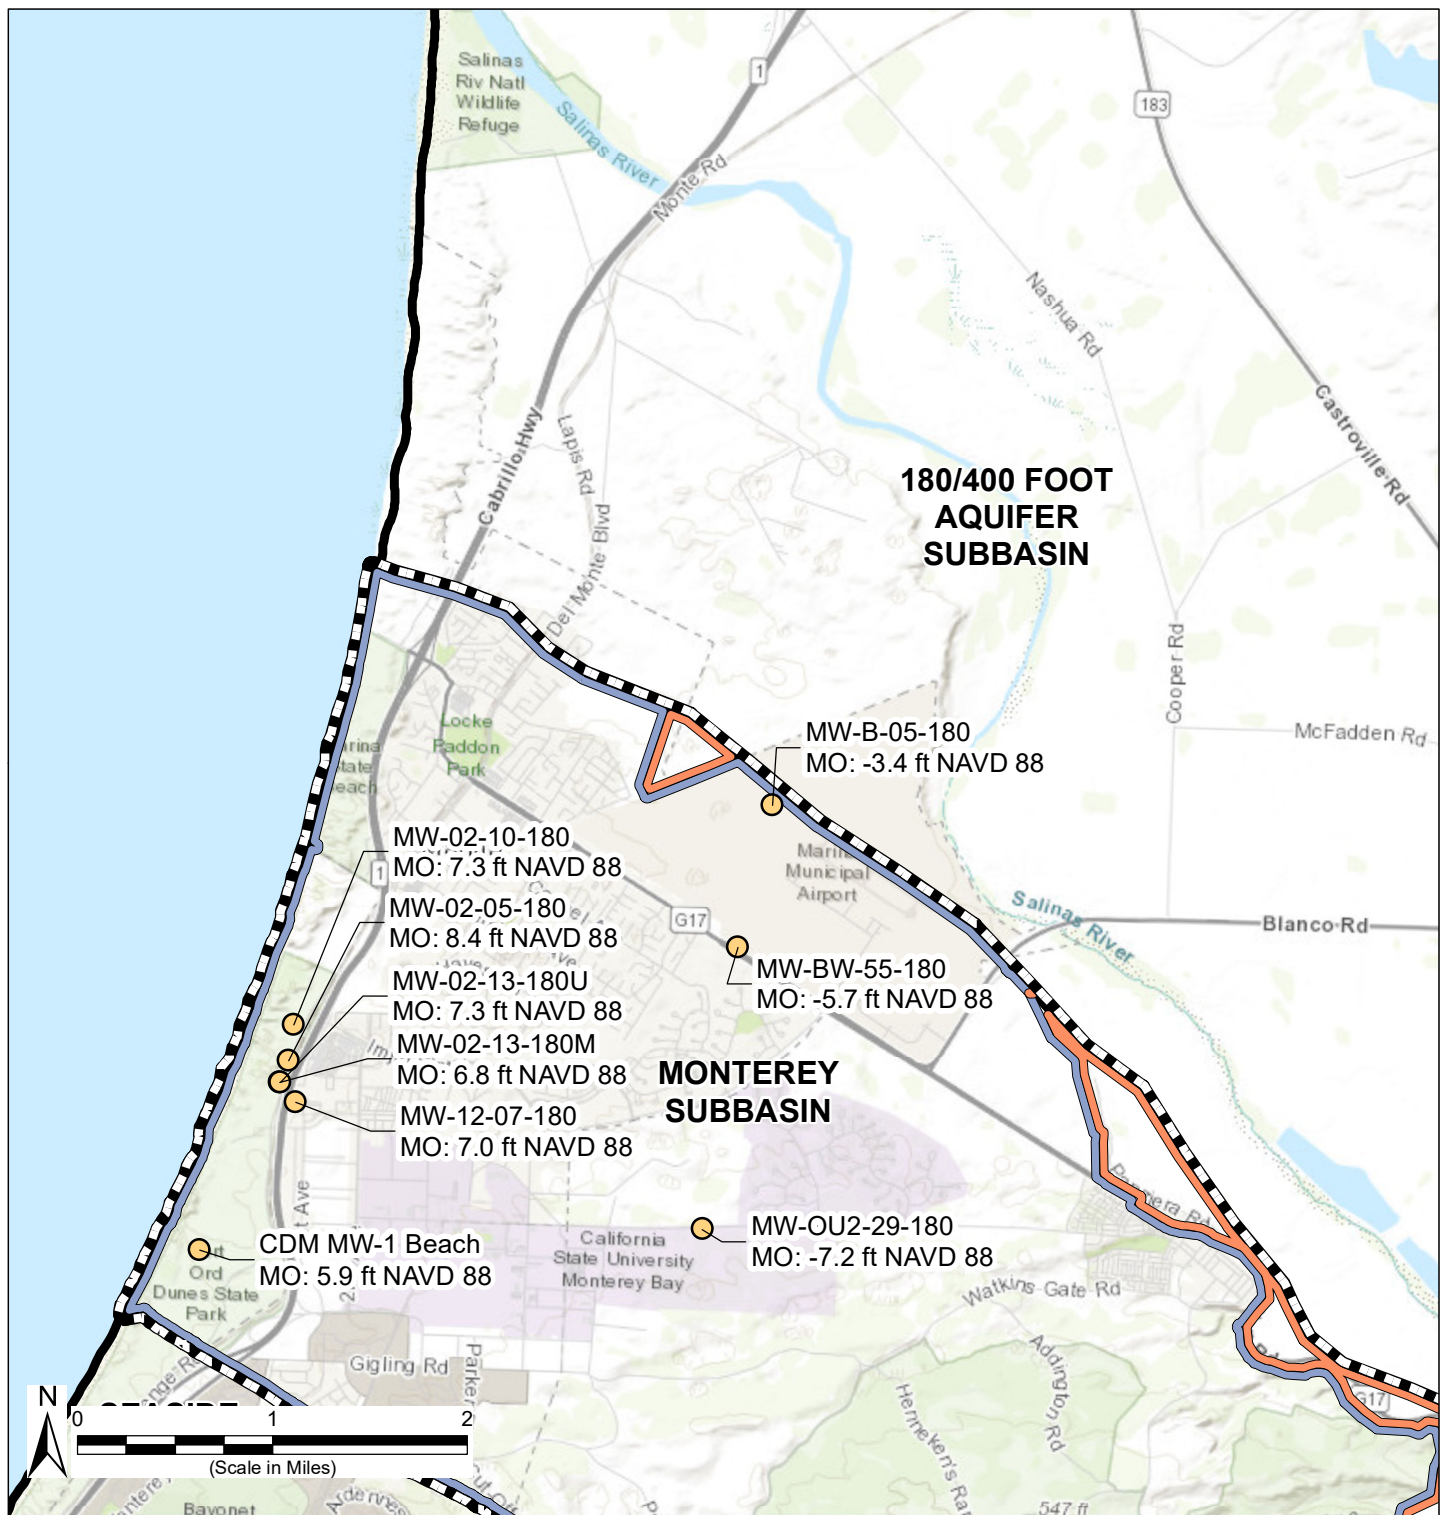 Salinas
Riv Natl
Wildlife
Refuge
1
183
Salinas River
Monte Rd
Nashua Rd
Castroville Rd
Cabrillo Hwy
Lapis Rd
180/400 FOOT
AQUIFER
SUBBASIN
Del Monte Blvd
Cooper Rd
McFadden Rd
Locke
Paddon
Park
State
MW-B-05-180
MO: -3.4 ft NAVD 88
MW-02-10-180
MO: 7.3 ft NAVD 88
1
Marina
Municipal
Airport
MW-02-05-180
MO: 8.4 ft NAVD 88
G17
Salinas River
Blanco Rd
MW-02-13-180U
MO: 7.3 ft NAVD 88
MW-BW-55-180
MO: -5.7 ft NAVD 88
MW-02-13-180M
MO: 6.8 ft NAVD 88
MONTEREY
SUBBASIN
MW-12-07-180
MO: 7.0 ft NAVD 88
Ave
Rd
CDM MW-1 Beach
MO: 5.9 ft NAVD 88
Ord
Dunes State
Park
California
State University
Monterey Bay
MW-OU2-29-180
MO: -7.2 ft NAVD 88
Watkins Gate Rd
Addington Rd
Gigling Rd
G17
N
0 1 2
(Scale in Miles)
Henneken's
547 ft
Bayonet